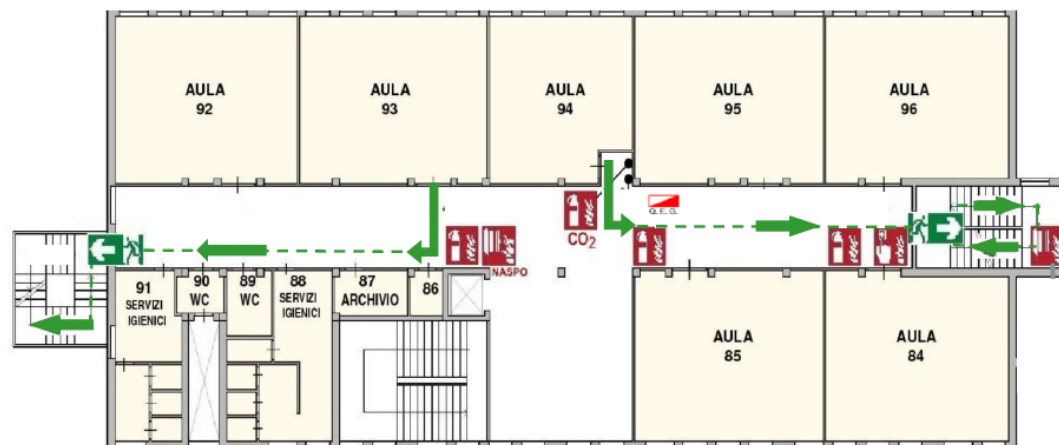 AULA
92
AULA
93
AULA
94
AULA
95
AULA
96
Q.E.G.
CO2
NASPO
91
SERVIZI
IGIENICI
90
WC
89
WC
88
SERVIZI
IGIENICI
87
ARCHIVIO
86
AULA
85
AULA
84